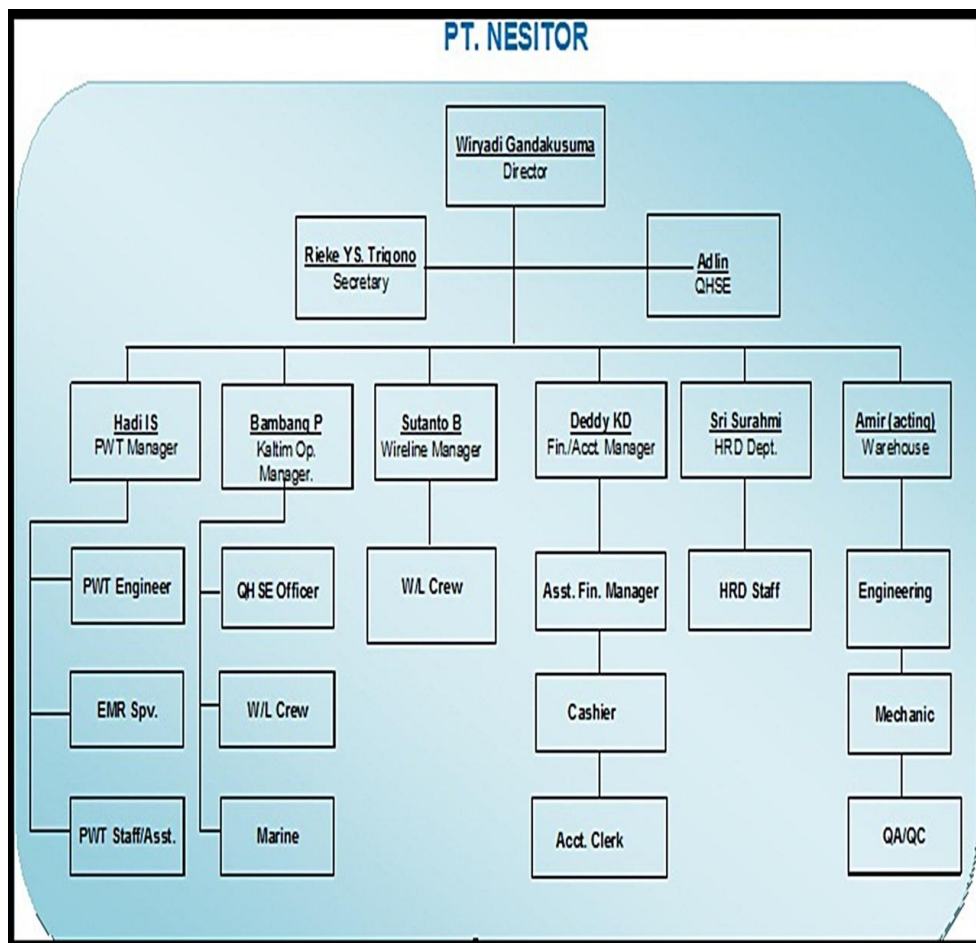 PT. NESITOR
Wiryadi Gandakusuma
Director
Rieke YS. Trigono
Secretary
Adlin
QHSE
Hadi IS
PWT Manager
Bambang P
Kaltim Op.
Manager.
Sutanto B
Wireline Manager
Deddy KD
Fin./Acct. Manager
Sri Surahmi
HRD Dept.
Amir (acting)
Warehouse
PWT Engineer
QHSE Officer
W/L Crew
Asst. Fin. Manager
HRD Staff
Engineering
EMR Spv.
W/L Crew
Cashier
Mechanic
PWT Staff/Asst.
Marine
Acct. Clerk
QA/QC